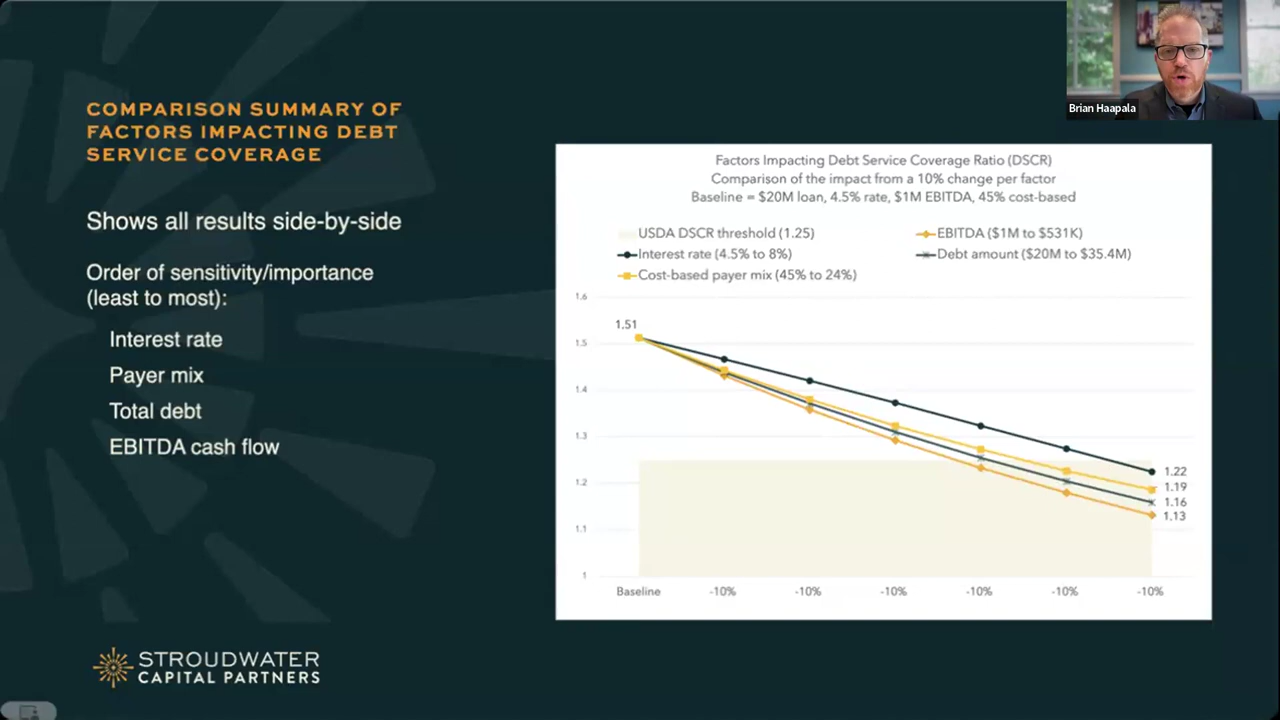 Brian Haapala
COMPARISON SUMMARY OF
FACTORS IMPACTING DEBT
SERVICE COVERAGE
Shows all results side-by-side
Order of sensitivity/importance
(least to most):
Interest rate
Payer mix
Total debt
EBITDA cash flow
STROUDWATER
CAPITAL PARTNERS
Factors Impacting Debt Service Coverage Ratio (DSCR)
Comparison of the impact from a 10% change per factor
Baseline = $20M loan, 4.5% rate, $1M EBITDA, 45% cost-based
USDA DSCR threshold (1.25)
EBITDA ($1M to $531K)
Interest rate (4.5% to 8%)
Debt amount ($20M to $35.4M)
Cost-based payer mix (45% to 24%)
1.6
1.51
1.5
1.4
1.3
1.2
1.1
1
1.22
1.19
1.16
1.13
Baseline -10% -10% -10% -10% -10% -10%